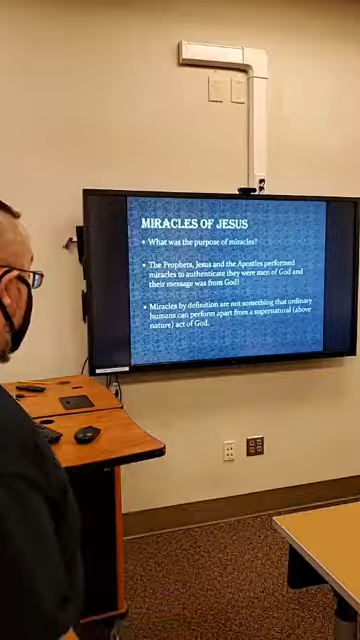 MIRACLES OF JESUS
• What was the purpose of miracles?
• The Prophets, Jesus and the Apostles performed
miracles to authenticate they were men of God and
their message was from God!
• Miracles by definition are not something that ordinary
humans can perform apart from a supernatural (above
nature) act of God.